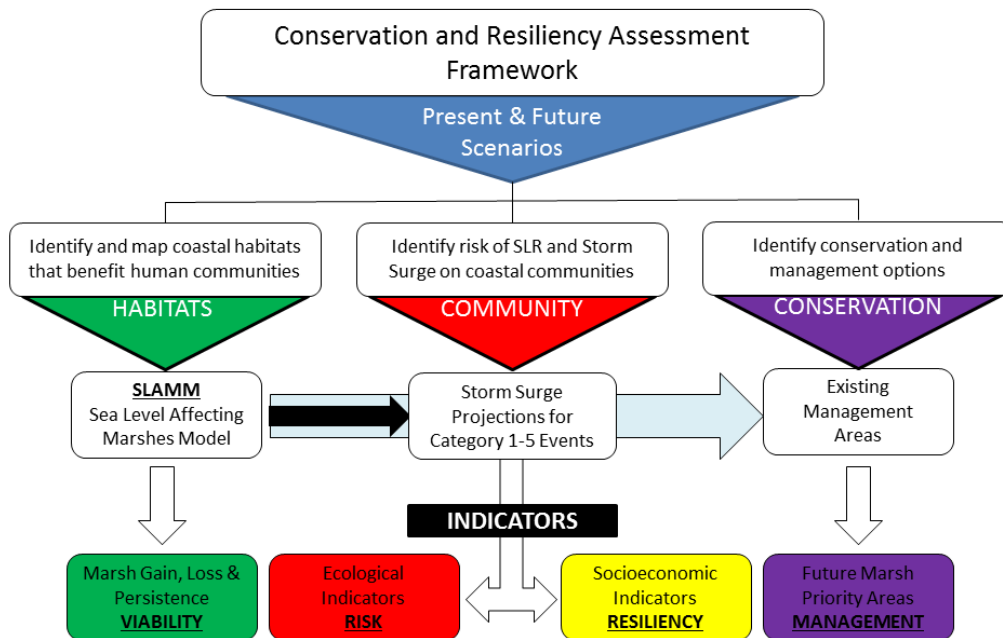 Conservation and Resiliency Assessment
Framework
Present & Future
Scenarios
Identify and map coastal habitats
that benefit human communities
HABITATS
Identify risk of SLR and Storm
Surge on coastal communities
COMMUNITY
Identify conservation and
management options
CONSERVATION
SLAMM
Sea Level Affecting
Marshes Model
Storm Surge
Projections for
Category 1-5 Events
Existing
Management
Areas
INDICATORS
Marsh Gain, Loss &
Persistence
VIABILITY
Ecological
Indicators
RISK
Socioeconomic
Indicators
RESILIENCY
Future Marsh
Priority Areas
MANAGEMENT